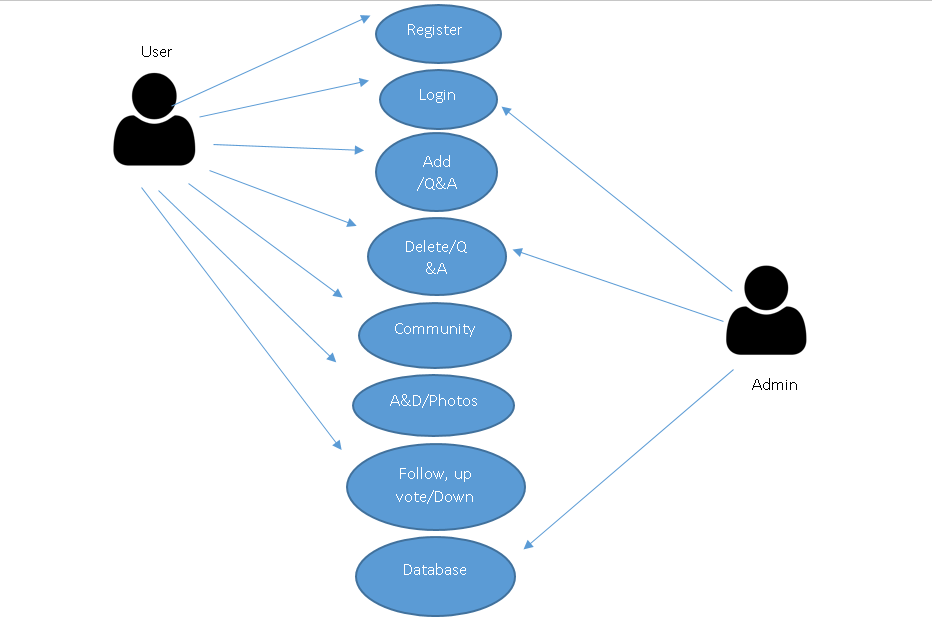 User
Register
Login
Add
/Q&A
Delete/Q
&A
Community
A&D/Photos
Follow, up
vote/Down
Database
Admin